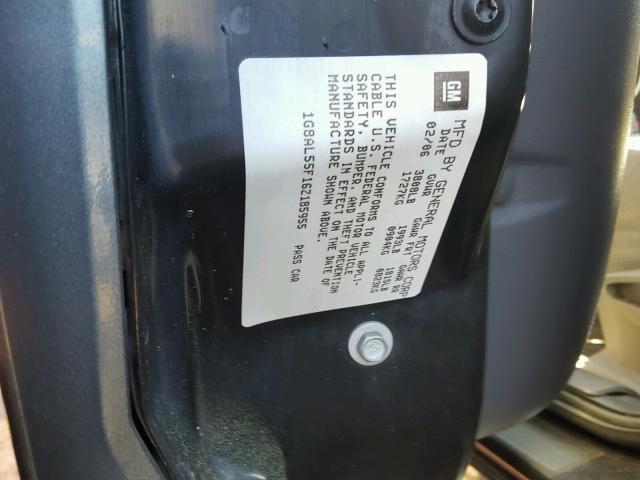 GM
MFD BY GENERAL MOTORS CORP
DATE GVWR GAWR FRT GAWR RR
02/06 3808LB 1993LB 1815LB
1727KG 0904KG 0823KG
THIS VEHICLE CONFORMS TO ALL APPLI-
CABLE U.S. FEDERAL MOTOR VEHICLE
SAFETY, BUMPER, AND THEFT PREVENTION
STANDARDS IN EFFECT ON THE DATE OF
MANUFACTURE SHOWN ABOVE.
1G8AL55F16Z185955 PASS CAR